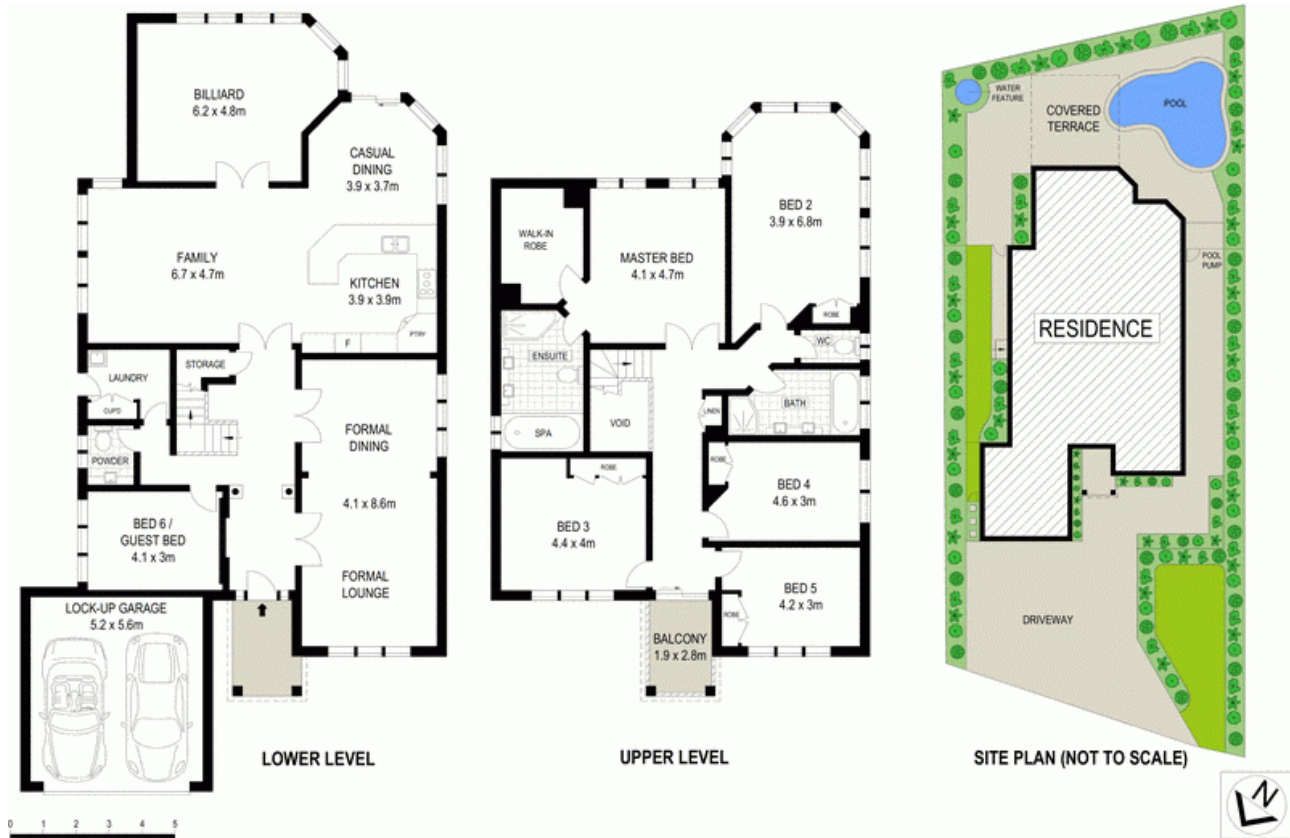 BILLIARD
6.2 x 4.8m
CASUAL
DINING
3.9 x 3.7m
FAMILY
6.7 x 4.7m
KITCHEN
3.9 x 3.9m
PTRY
F
STORAGE
LAUNDRY
CUP'D
POWDER
FORMAL
DINING
4.1 x 8.6m
FORMAL
LOUNGE
BED 6 /
GUEST BED
4.1 x 3m
LOCK-UP GARAGE
5.2 x 5.6m
LOWER LEVEL
0 1 2 3 4 5
WALK-IN
ROBE
MASTER BED
4.1 x 4.7m
BED 2
3.9 x 6.8m
ROBE
WC
ENSUITE
SPA
VOID
LINEN
BATH
ROBE
BED 3
4.4 x 4m
ROBE
BED 4
4.6 x 3m
BED 5
4.2 x 3m
ROBE
BALCONY
1.9 x 2.8m
UPPER LEVEL
WATER
FEATURE
COVERED
TERRACE
POOL
POOL
PUMP
RESIDENCE
DRIVEWAY
SITE PLAN (NOT TO SCALE)
N